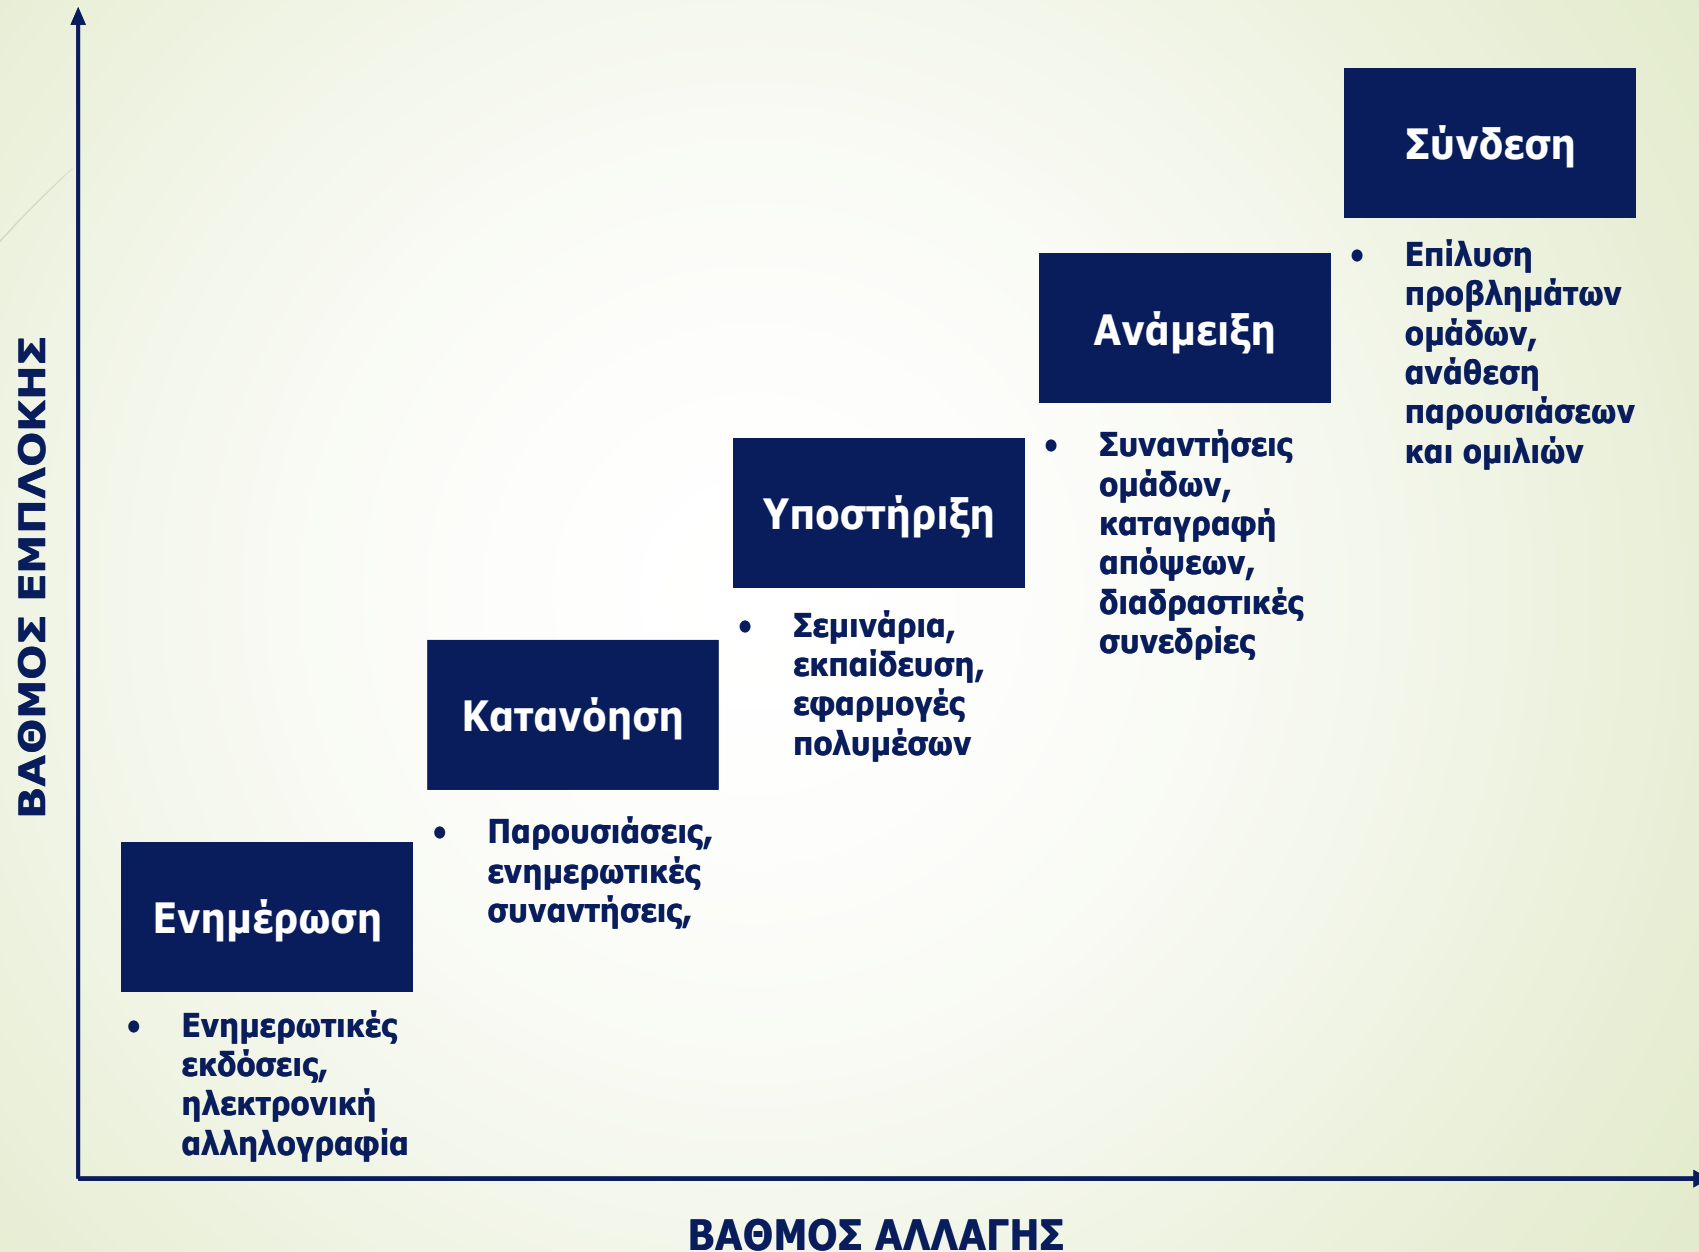 ΒΑΘΜΟΣ ΕΜΠΛΟΚΗΣ
Ενημέρωση
• Ενημερωτικές
εκδόσεις,
ηλεκτρονική
αλληλογραφία
Κατανόηση
• Παρουσιάσεις,
ενημερωτικές
συναντήσεις,
Υποστήριξη
• Σεμινάρια,
εκπαίδευση,
εφαρμογές
πολυμέσων
Ανάμειξη
• Συναντήσεις
ομάδων,
καταγραφή
απόψεων,
διαδραστικές
συνεδρίες
Σύνδεση
• Επίλυση
προβλημάτων
ομάδων,
ανάθεση
παρουσιάσεων
και ομιλιών
ΒΑΘΜΟΣ ΑΛΛΑΓΗΣ